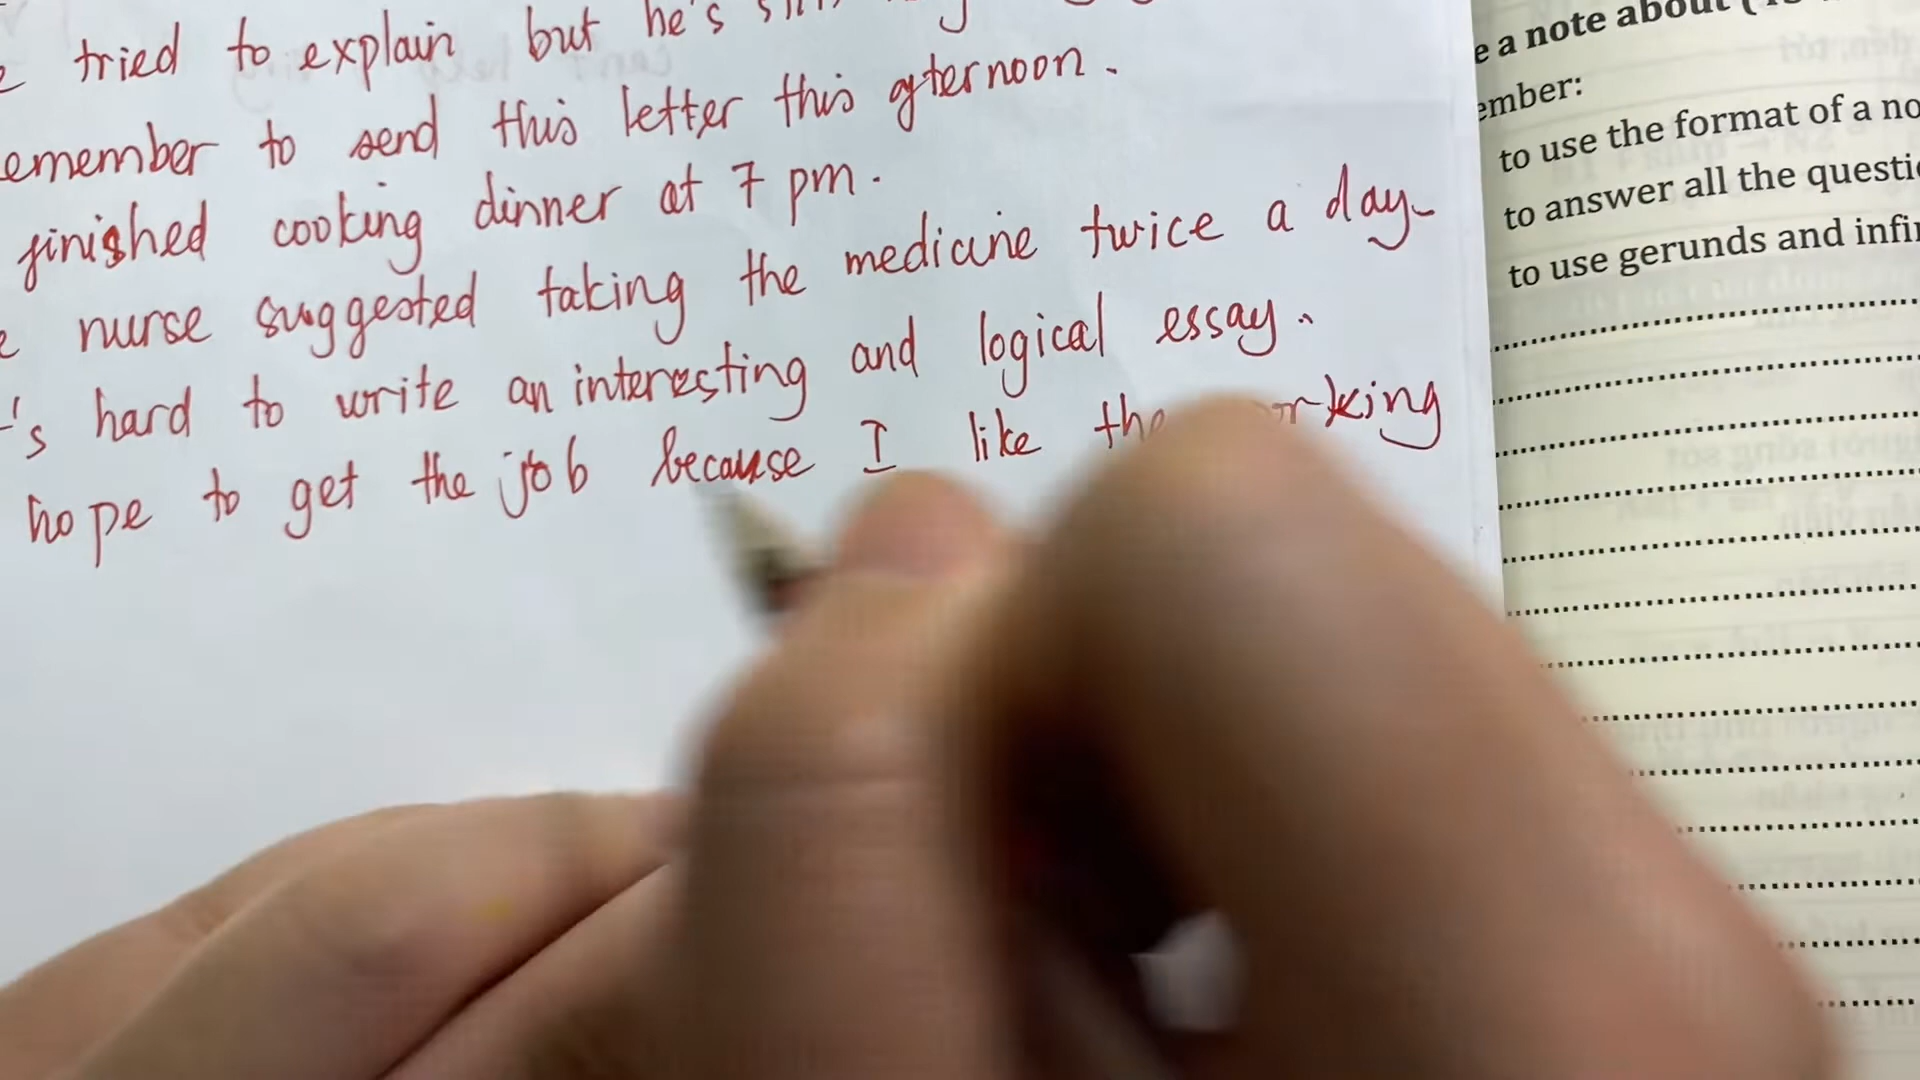 tried to explain but he's
emember to send this letter this afternoon.
finished cooking dinner at 7 pm.
e nurse suggested taking the medicine twice a day.
t's hard to write an interesting and logical essay.
hope to get the job because I like the orking
e a note about (
ember:
to use the format of a no
to answer all the questi
to use gerunds and infi